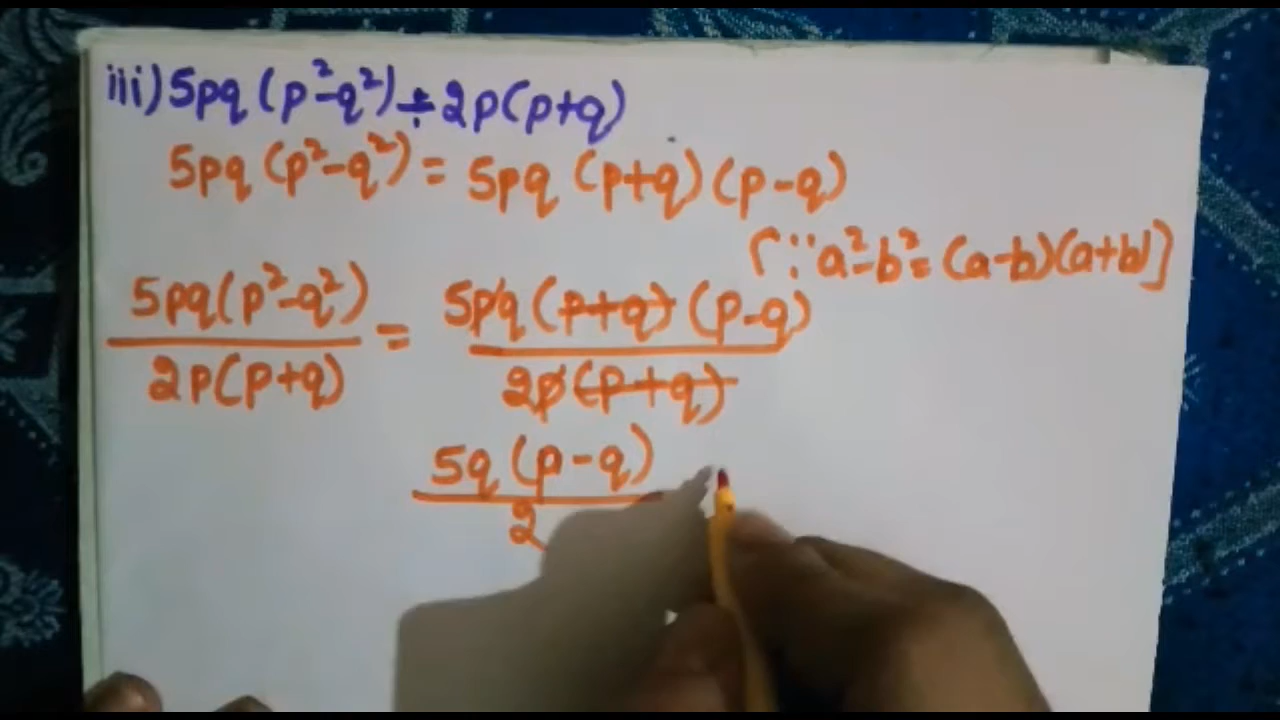 iii) 5pq (p²-q²) ÷ 2p(p+q)
5pq (p²-q²) = 5pq (p+q) (p-q)
[∵ a²-b² = (a-b)(a+b)]
5pq(p²-q²) = 5pq (p+q) (p-q)
2p(p+q) 2p(p+q)
5q (p-q)
2